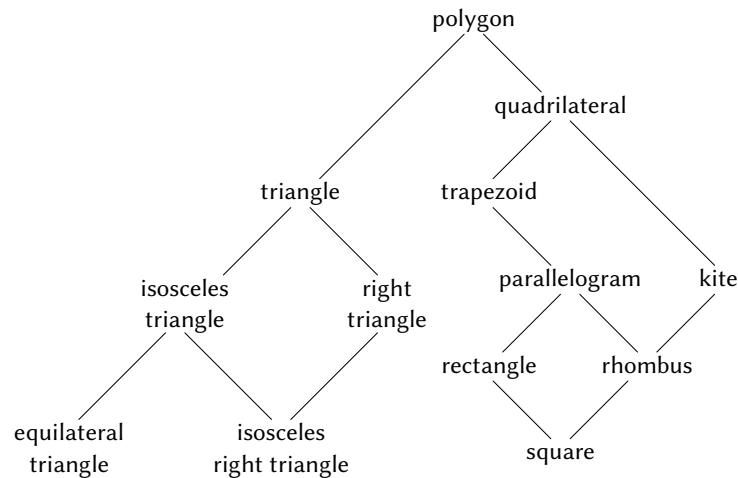 polygon
quadrilateral
triangle
trapezoid
isosceles
triangle
right
triangle
parallelogram
kite
rectangle
rhombus
equilateral
triangle
isosceles
right triangle
square